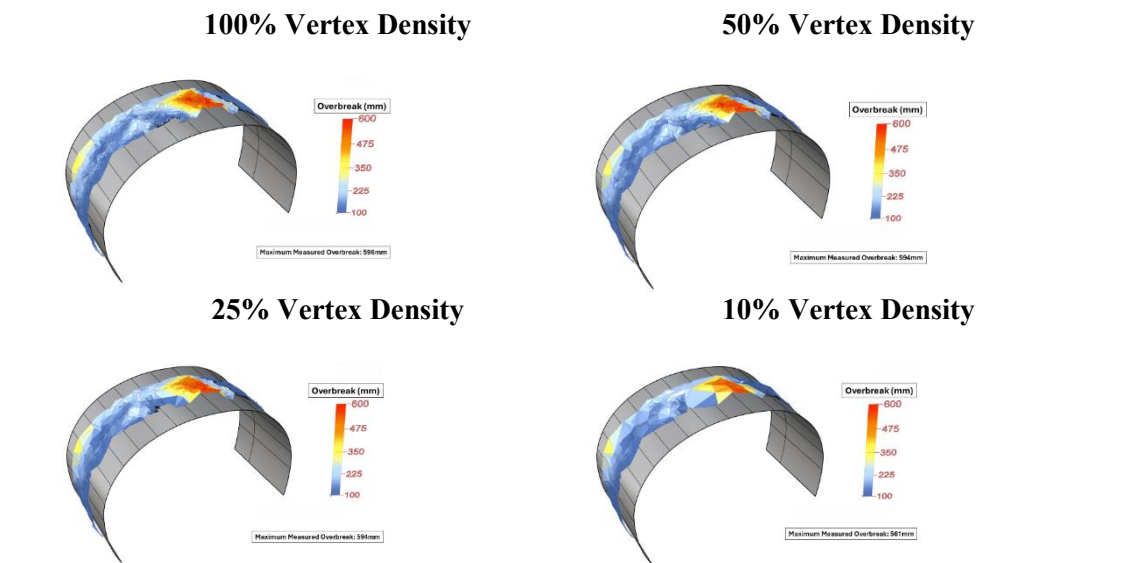 100% Vertex Density
50% Vertex Density
Overbreak (mm)
600
475
350
225
100
Maximum Measured Overbreak: 596mm
Overbreak (mm)
600
475
350
225
100
Maximum Measured Overbreak: 594mm
25% Vertex Density
10% Vertex Density
Overbreak (mm)
600
475
350
225
100
Maximum Measured Overbreak: 594mm
Overbreak (mm)
600
475
350
225
100
Maximum Measured Overbreak: 561mm